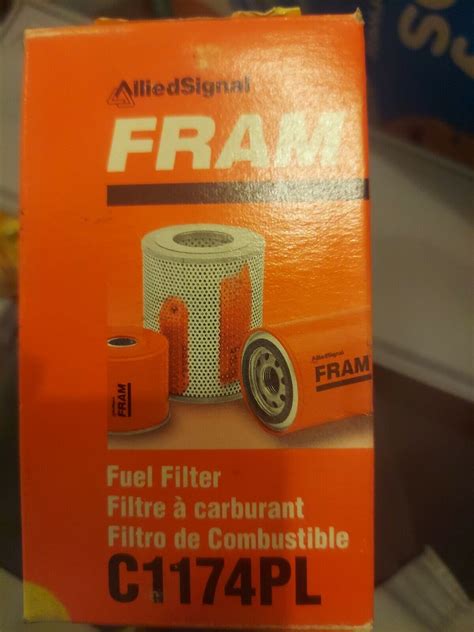 AlliedSignal
FRAM
AlliedSignal
FRAM
FRAM
Fuel Filter
Filtre à carburant
Filtro de Combustible
C1174PL